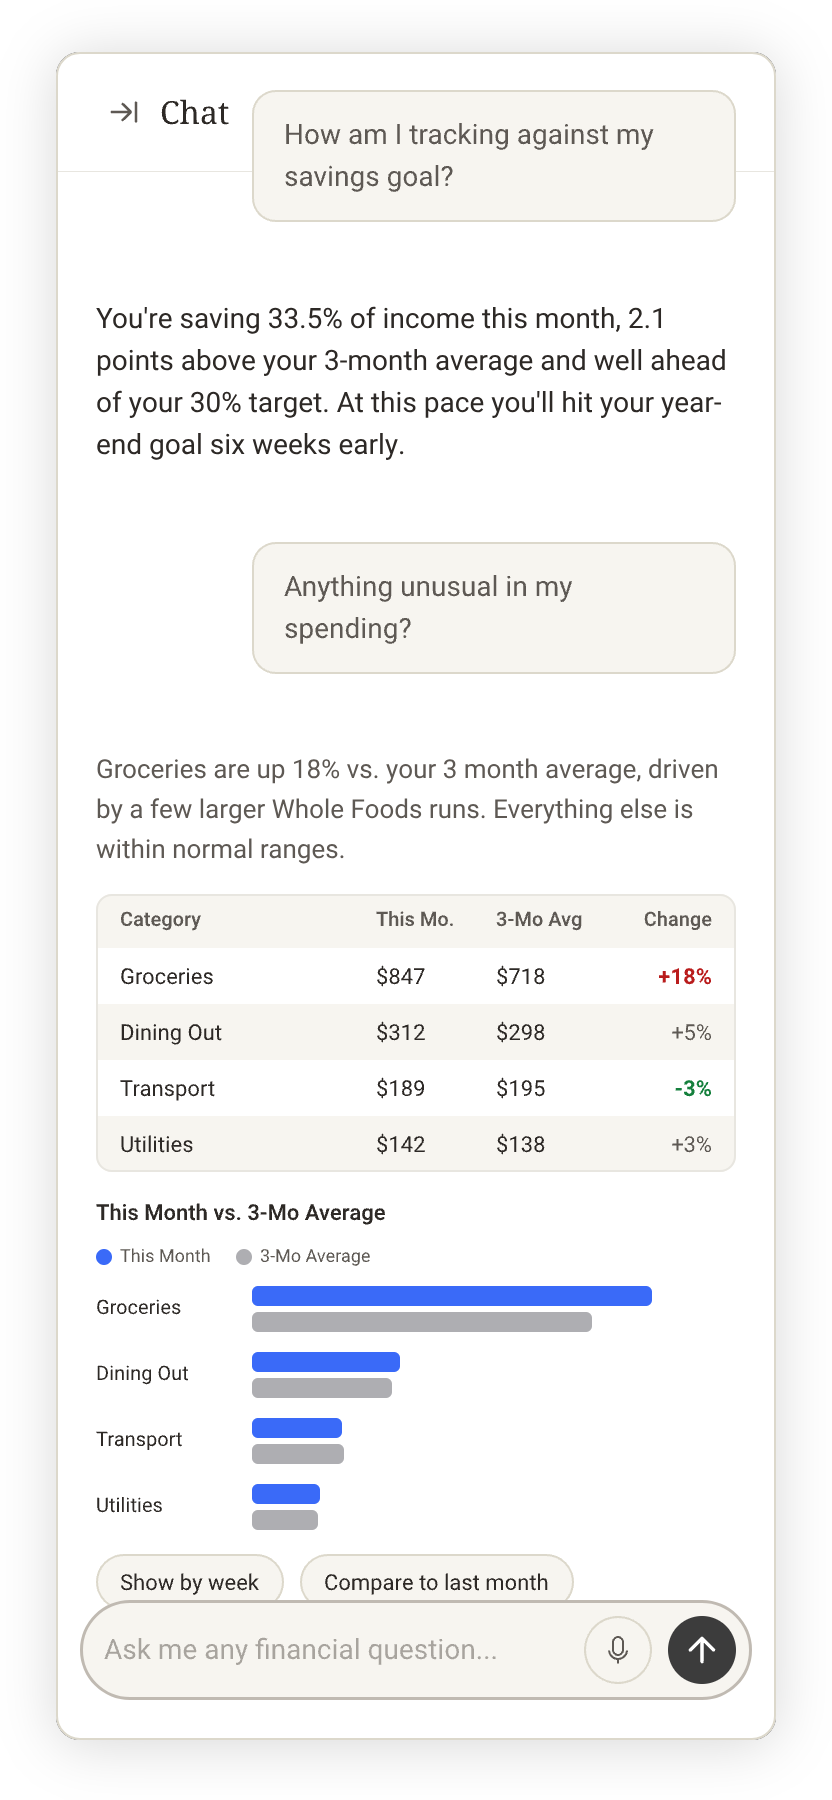 Chat
How am I tracking against my
savings goal?
You're saving 33.5% of income this month, 2.1
points above your 3-month average and well ahead
of your 30% target. At this pace you'll hit your year-
end goal six weeks early.
Anything unusual in my
spending?
Groceries are up 18% vs. your 3 month average, driven
by a few larger Whole Foods runs. Everything else is
within normal ranges.
Category This Mo. 3-Mo Avg Change
Groceries $847 $718 +18%
Dining Out $312 $298 +5%
Transport $189 $195 -3%
Utilities $142 $138 +3%
This Month vs. 3-Mo Average
This Month 3-Mo Average
Groceries
Dining Out
Transport
Utilities
Show by week Compare to last month
Ask me any financial question...